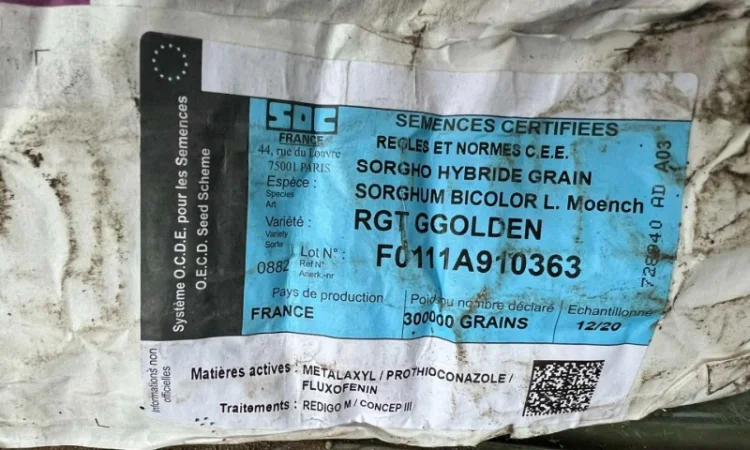 Système O.C.D.E. pour les Semences
O.E.C.D. Seed Scheme
SOC
FRANCE
44, rue du Louvre
75001 PARIS
SEMENCES CERTIFIEES
REGLES ET NORMES C.E.E.
Espèce :
Species
Art
SORGHO HYBRIDE GRAIN
SORGHUM BICOLOR L. Moench
Variété :
Variety
Sorte
RGT GGOLDEN
0882
Lot N° :
Ref N°
Anerk.-nr
F0111A910363
Pays de production
FRANCE
Poids ou nombre déclaré
300000 GRAINS
Echantillonné
12/20
AD A03
Informations non
officielles
Matières actives : METALAXYL / PROTHIOCONAZOLE /
FLUXOFENIN
Traitements : REDIGO M / CONCEP III